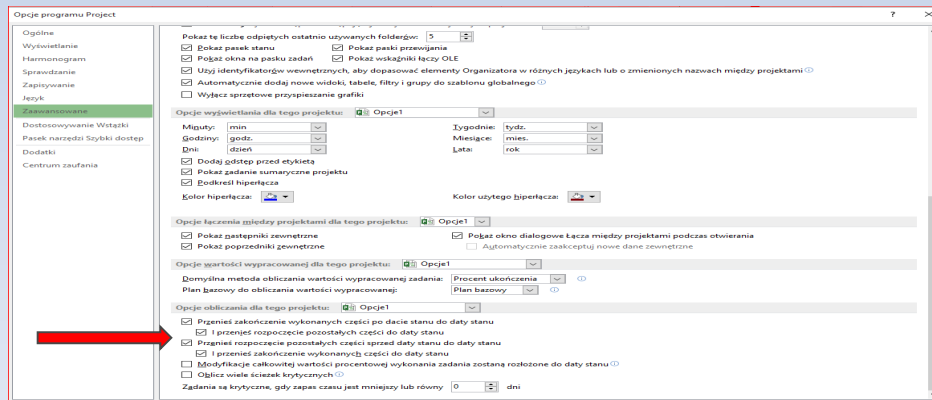 Opcje programu Project ? ×
Ogólne
Wyświetlanie
Harmonogram
Sprawdzanie
Zapisywanie
Język
Zaawansowane
Dostosowywanie Wstążki
Pasek narzędzi Szybki dostęp
Dodatki
Centrum zaufania
Pokaż tę liczbę odpiętych ostatnio używanych folderów: 5
Pokaż pasek stanu Pokaż paski przewijania
Pokaż okna na pasku zadań Pokaż wskaźniki łączy OLE
Użyj identyfikatorów wewnętrznych, aby dopasować elementy Organizatora w różnych językach lub o zmienionych nazwach między projektami
Automatycznie dodaj nowe widoki, tabele, filtry i grupy do szablonu globalnego
Wyłącz sprzętowe przyspieszanie grafiki
Opcje wyświetlania dla tego projektu: Opcje1
Minuty: min Tygodnie: tydz.
Godziny: godz. Miesiące: mies.
Dni: dzień Lata: rok
Dodaj odstęp przed etykietą
Pokaż zadanie sumaryczne projektu
Podkreśl hiperłącza
Kolor hiperłącza: Kolor użytego hiperłącza:
Opcje łączenia między projektami dla tego projektu: Opcje1
Pokaż następniki zewnętrzne Pokaż okno dialogowe Łącza między projektami podczas otwierania
Pokaż poprzedniki zewnętrzne Automatycznie zaakceptuj nowe dane zewnętrzne
Opcje wartości wypracowanej dla tego projektu: Opcje1
Domyślna metoda obliczania wartości wypracowanej zadania: Procent ukończenia
Plan bazowy do obliczania wartości wypracowanej: Plan bazowy
Opcje obliczania dla tego projektu: Opcje1
Przenieś zakończenie wykonanych części po dacie stanu do daty stanu
I przenieś rozpoczęcie pozostałych części do daty stanu
Przenieś rozpoczęcie pozostałych części sprzed daty stanu do daty stanu
I przenieś zakończenie wykonanych części do daty stanu
Modyfikacje całkowitej wartości procentowej wykonania zadania zostaną rozłożone do daty stanu
Oblicz wiele ścieżek krytycznych
Zadania są krytyczne, gdy zapas czasu jest mniejszy lub równy 0 dni